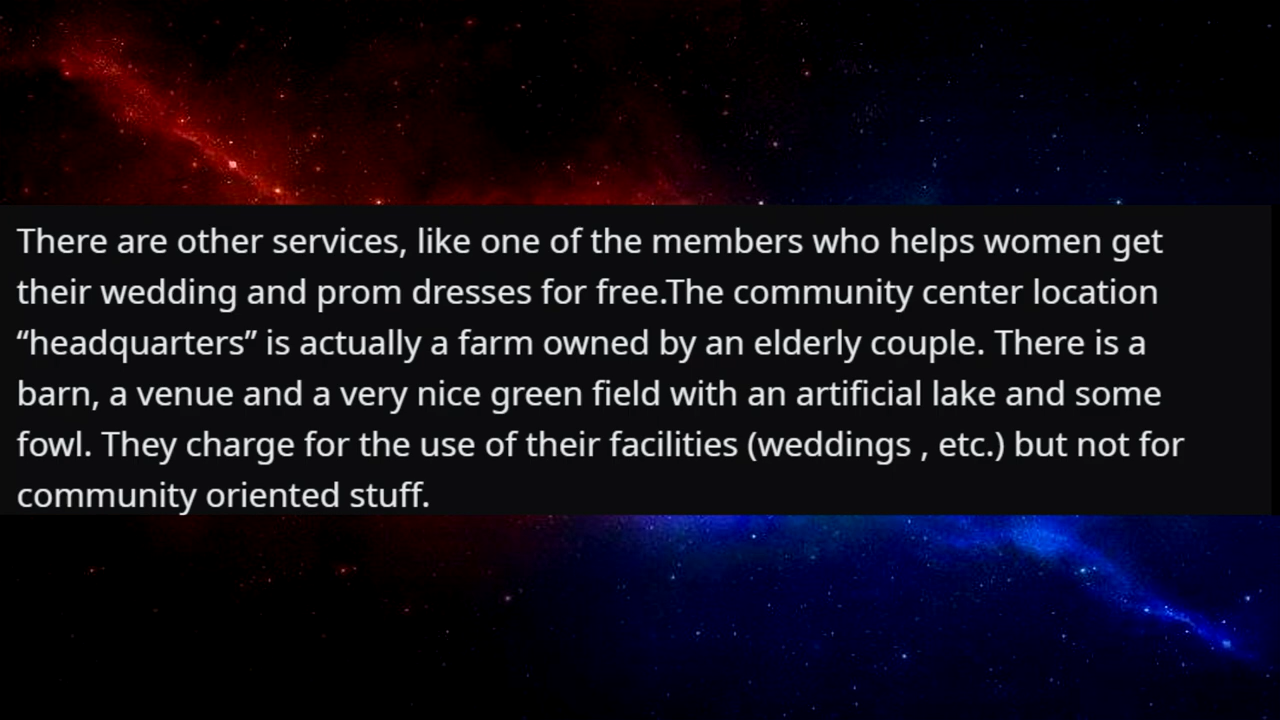 There are other services, like one of the members who helps women get
their wedding and prom dresses for free.The community center location
“headquarters” is actually a farm owned by an elderly couple. There is a
barn, a venue and a very nice green field with an artificial lake and some
fowl. They charge for the use of their facilities (weddings , etc.) but not for
community oriented stuff.